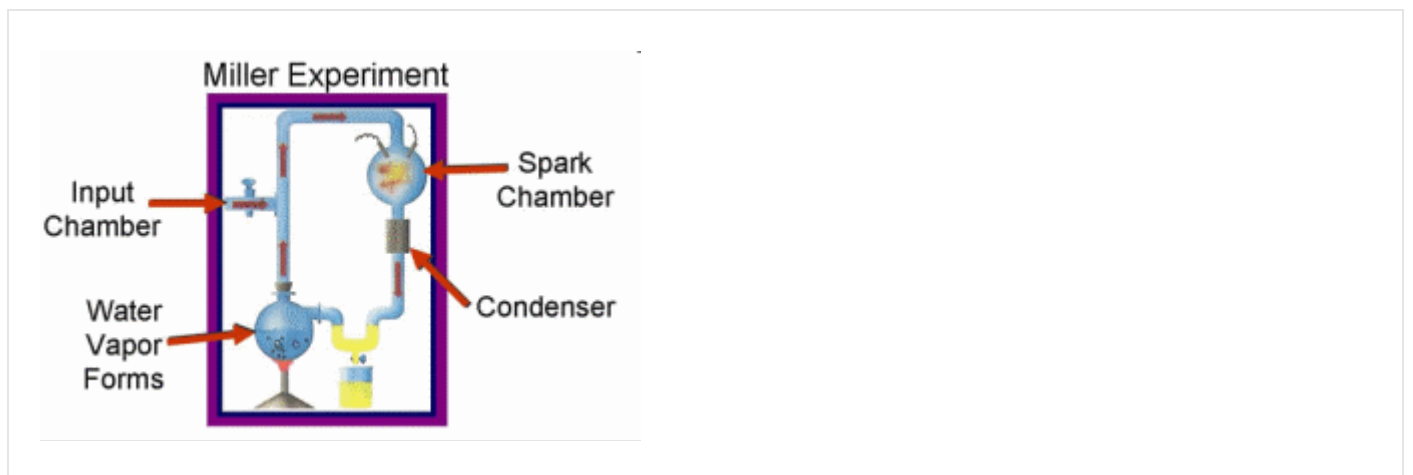 Miller Experiment
Input
Chamber
Spark
Chamber
Condenser
Water
Vapor
Forms